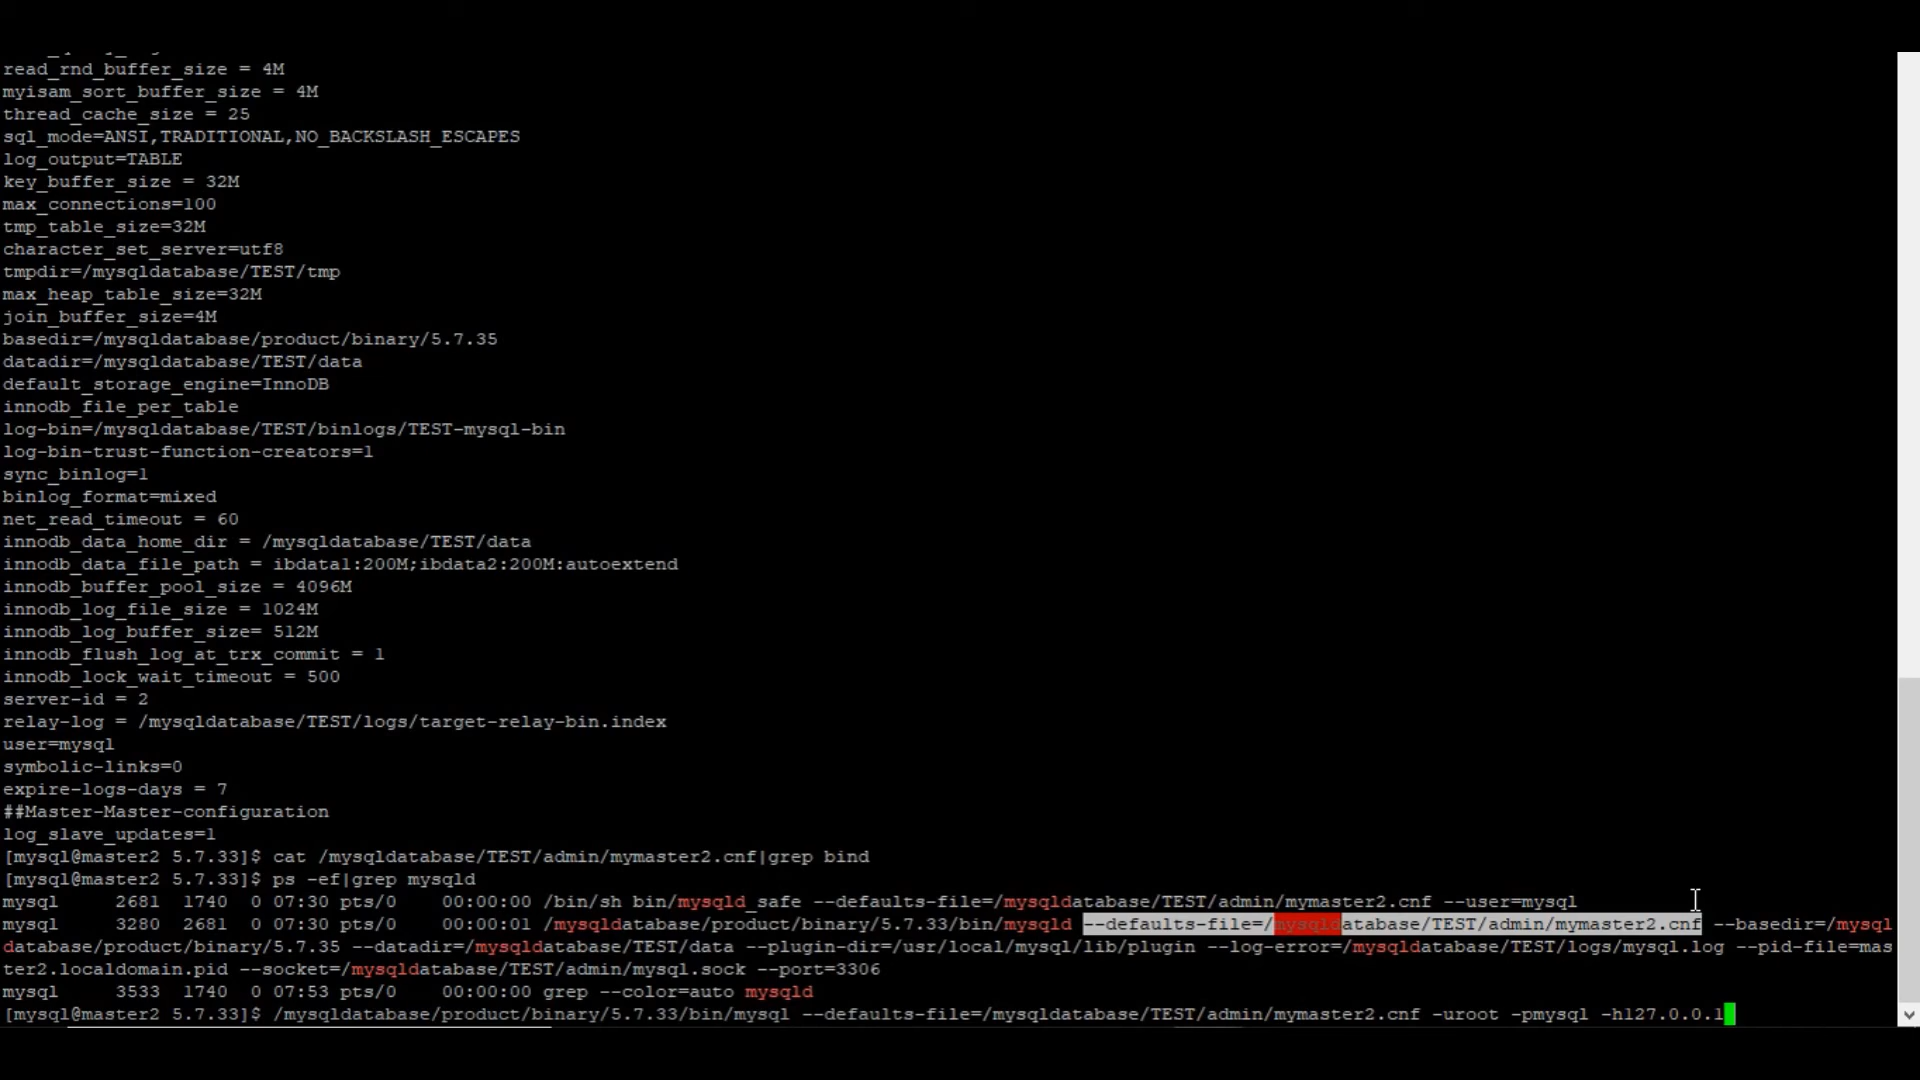 read_rnd_buffer_size = 4M
myisam_sort_buffer_size = 4M
thread_cache_size = 25
sql_mode=ANSI,TRADITIONAL,NO_BACKSLASH_ESCAPES
log_output=TABLE
key_buffer_size = 32M
max_connections=100
tmp_table_size=32M
character_set_server=utf8
tmpdir=/mysqldatabase/TEST/tmp
max_heap_table_size=32M
join_buffer_size=4M
basedir=/mysqldatabase/product/binary/5.7.35
datadir=/mysqldatabase/TEST/data
default_storage_engine=InnoDB
innodb_file_per_table
log-bin=/mysqldatabase/TEST/binlogs/TEST-mysql-bin
log-bin-trust-function-creators=1
sync_binlog=1
binlog_format=mixed
net_read_timeout = 60
innodb_data_home_dir = /mysqldatabase/TEST/data
innodb_data_file_path = ibdata1:200M;ibdata2:200M:autoextend
innodb_buffer_pool_size = 4096M
innodb_log_file_size = 1024M
innodb_log_buffer_size= 512M
innodb_flush_log_at_trx_commit = 1
innodb_lock_wait_timeout = 500
server-id = 2
relay-log = /mysqldatabase/TEST/logs/target-relay-bin.index
user=mysql
symbolic-links=0
expire-logs-days = 7
##Master-Master-configuration
log_slave_updates=1
[mysql@master2 5.7.33]$ cat /mysqldatabase/TEST/admin/mymaster2.cnf|grep bind
[mysql@master2 5.7.33]$ ps -ef|grep mysqld
mysql     2681  1740  0 07:30 pts/0    00:00:00 /bin/sh bin/mysqld_safe --defaults-file=/mysqldatabase/TEST/admin/mymaster2.cnf --user=mysql
mysql     3280  2681  0 07:30 pts/0    00:00:01 /mysqldatabase/product/binary/5.7.33/bin/mysqld --defaults-file=/mysqldatabase/TEST/admin/mymaster2.cnf --basedir=/mysql
database/product/binary/5.7.35 --datadir=/mysqldatabase/TEST/data --plugin-dir=/usr/local/mysql/lib/plugin --log-error=/mysqldatabase/TEST/logs/mysql.log --pid-file=mas
ter2.localdomain.pid --socket=/mysqldatabase/TEST/admin/mysql.sock --port=3306
mysql     3533  1740  0 07:53 pts/0    00:00:00 grep --color=auto mysqld
[mysql@master2 5.7.33]$ /mysqldatabase/product/binary/5.7.33/bin/mysql --defaults-file=/mysqldatabase/TEST/admin/mymaster2.cnf -uroot -pmysql -h127.0.0.1